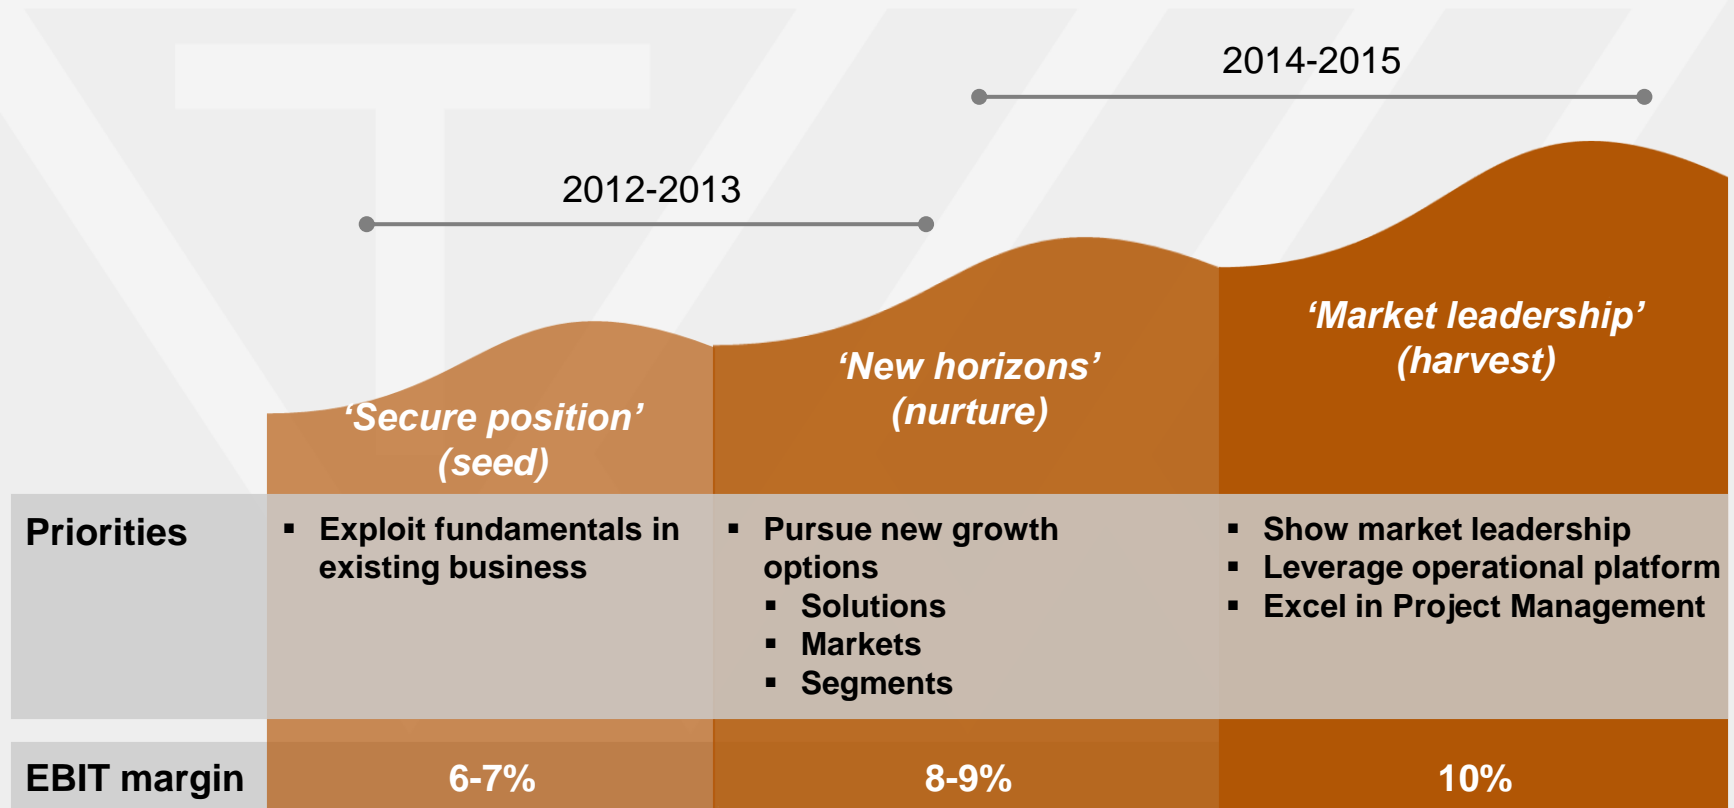 2014-2015
2012-2013
‘Market leadership’
(harvest)
‘New horizons’
(nurture)
‘Secure position’
(seed)
Priorities
▪ Exploit fundamentals in
existing business
▪ Pursue new growth
options
▪ Solutions
▪ Markets
▪ Segments
▪ Show market leadership
▪ Leverage operational platform
▪ Excel in Project Management
EBIT margin
6-7%
8-9%
10%